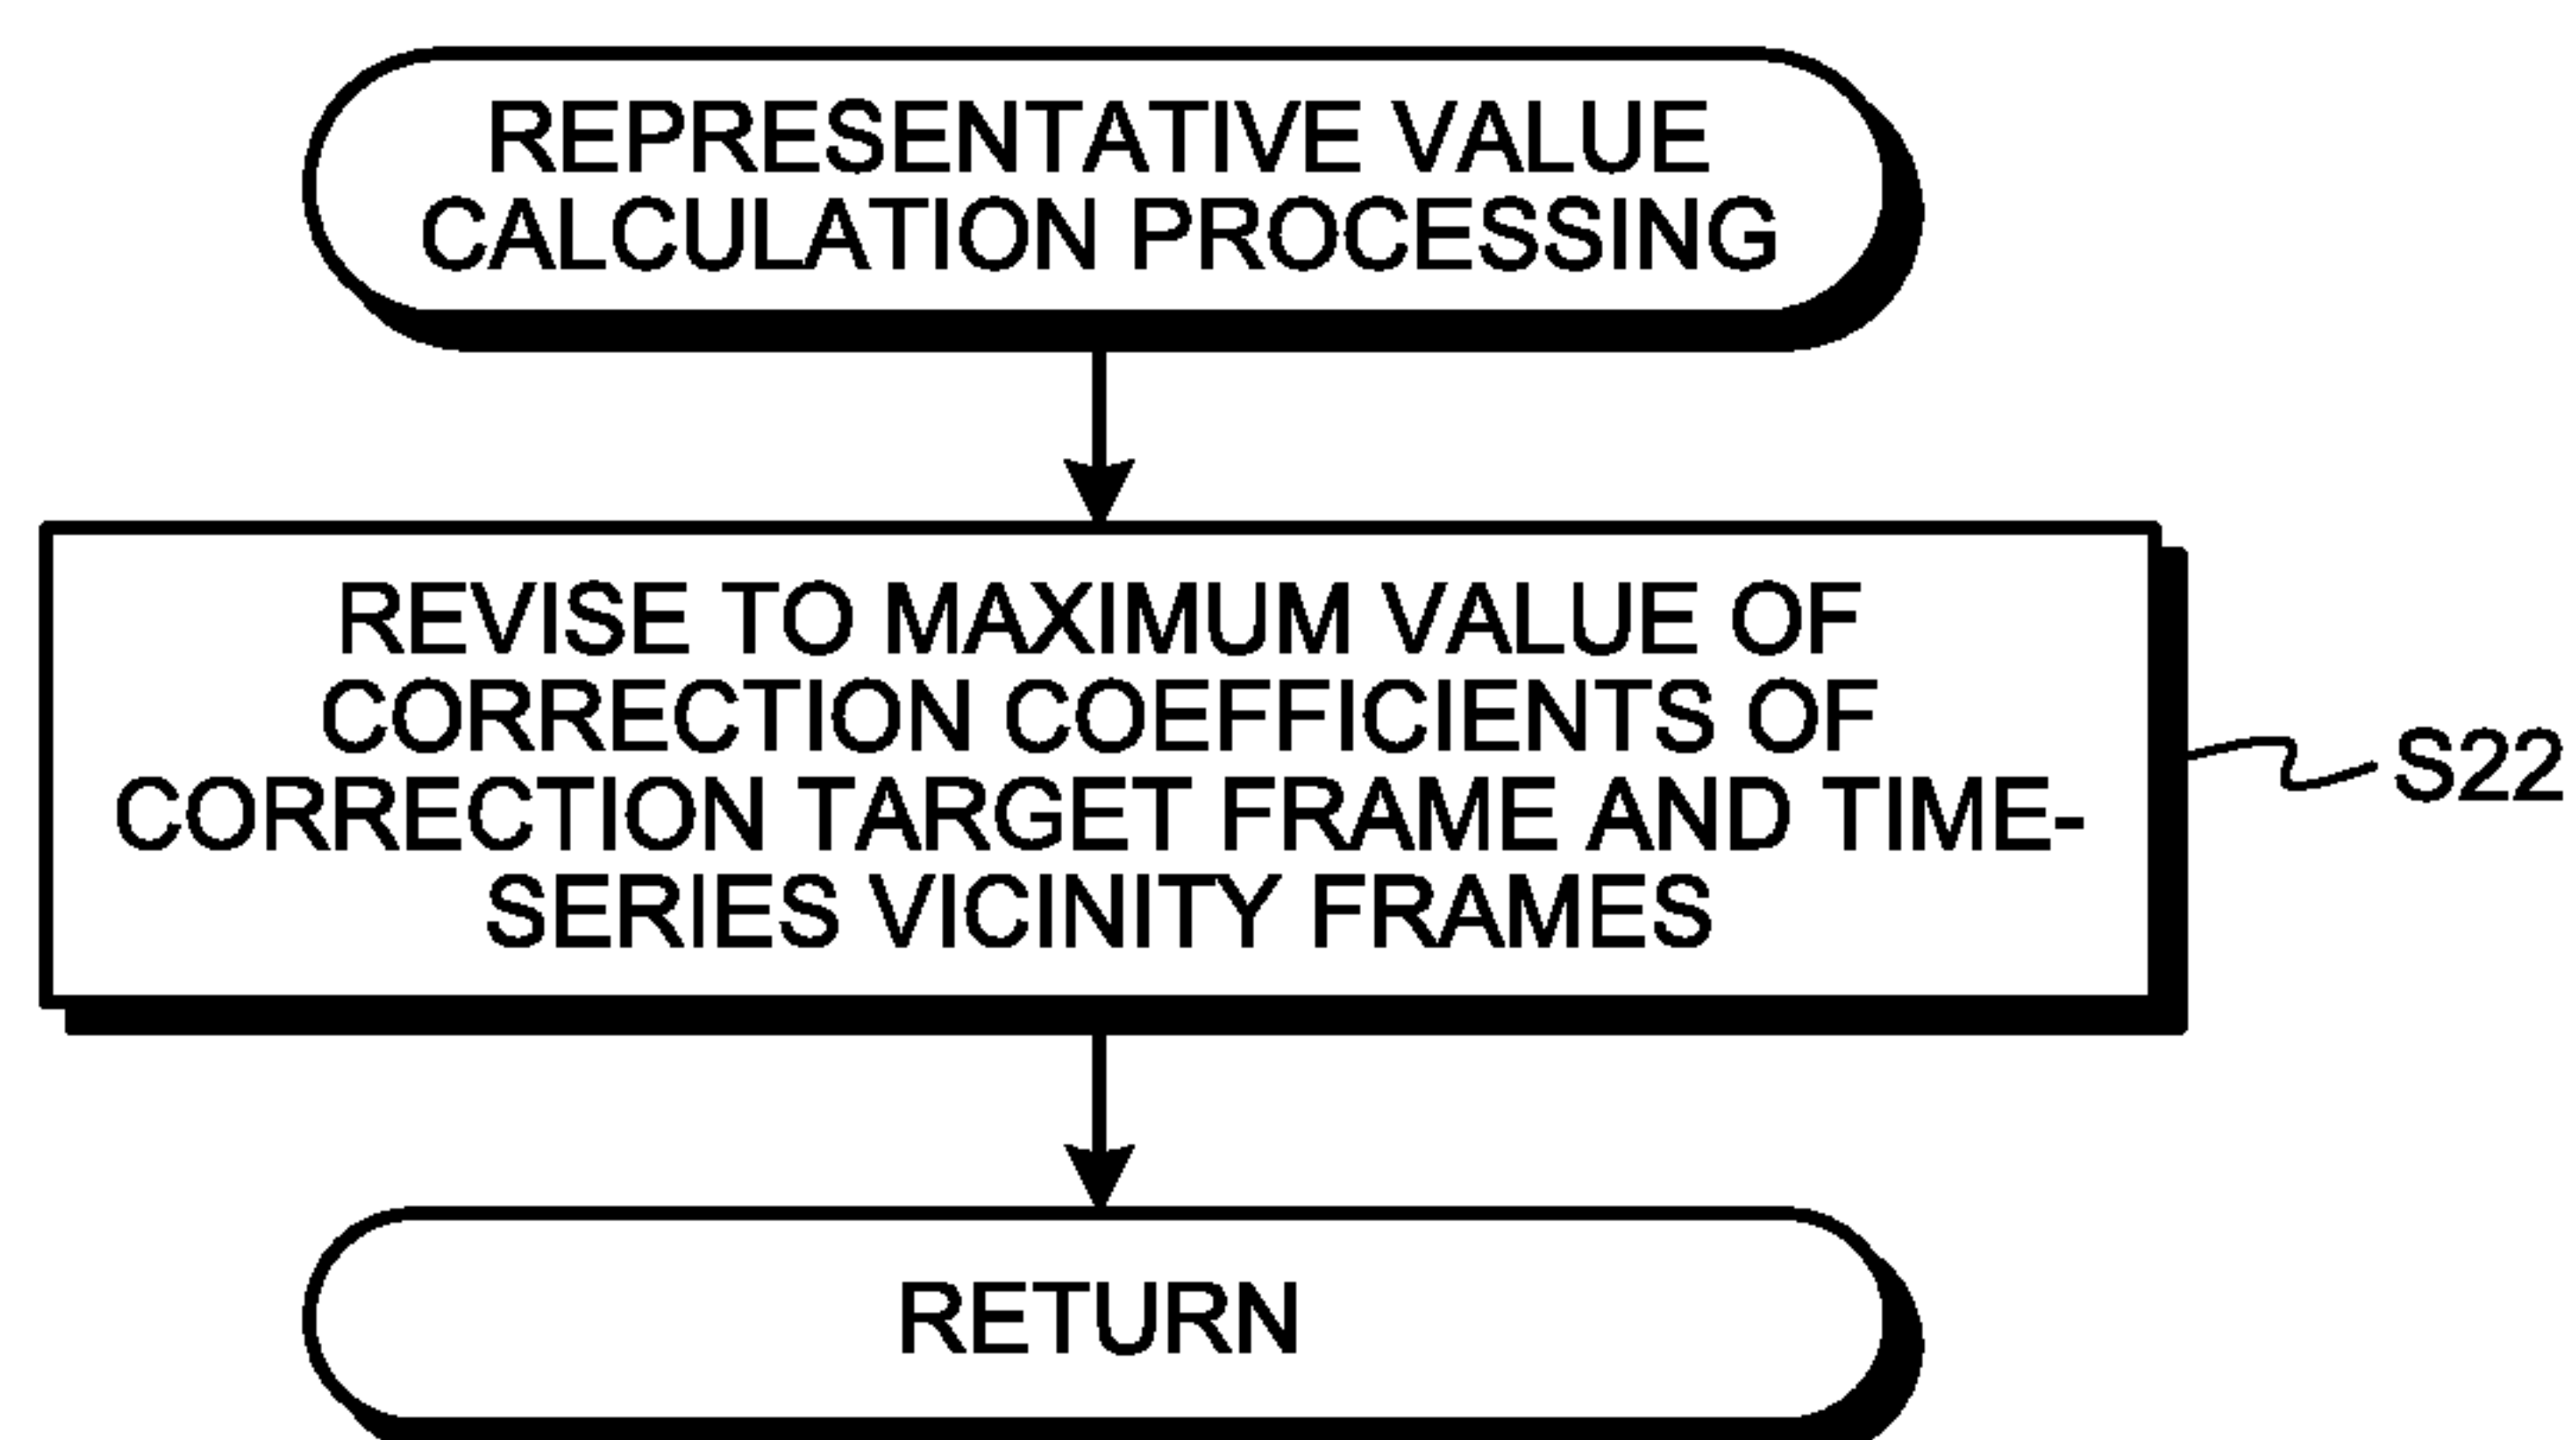 REPRESENTATIVE VALUE
CALCULATION PROCESSING
REVISE TO MAXIMUM VALUE OF
CORRECTION COEFFICIENTS OF
CORRECTION TARGET FRAME AND TIME-
SERIES VICINITY FRAMES
S22
RETURN